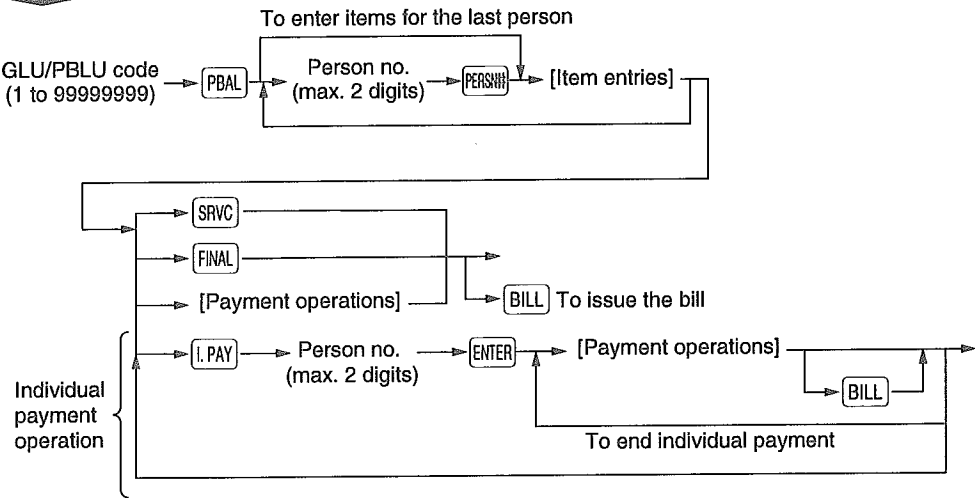 To enter items for the last person
GLU/PBLU code
(1 to 99999999)
PBAL
Person no.
(max. 2 digits)
PERSN#
[Item entries]
SRVC
FINAL
[Payment operations]
BILL To issue the bill
Individual
payment
operation
I. PAY
Person no.
(max. 2 digits)
ENTER
[Payment operations]
BILL
To end individual payment